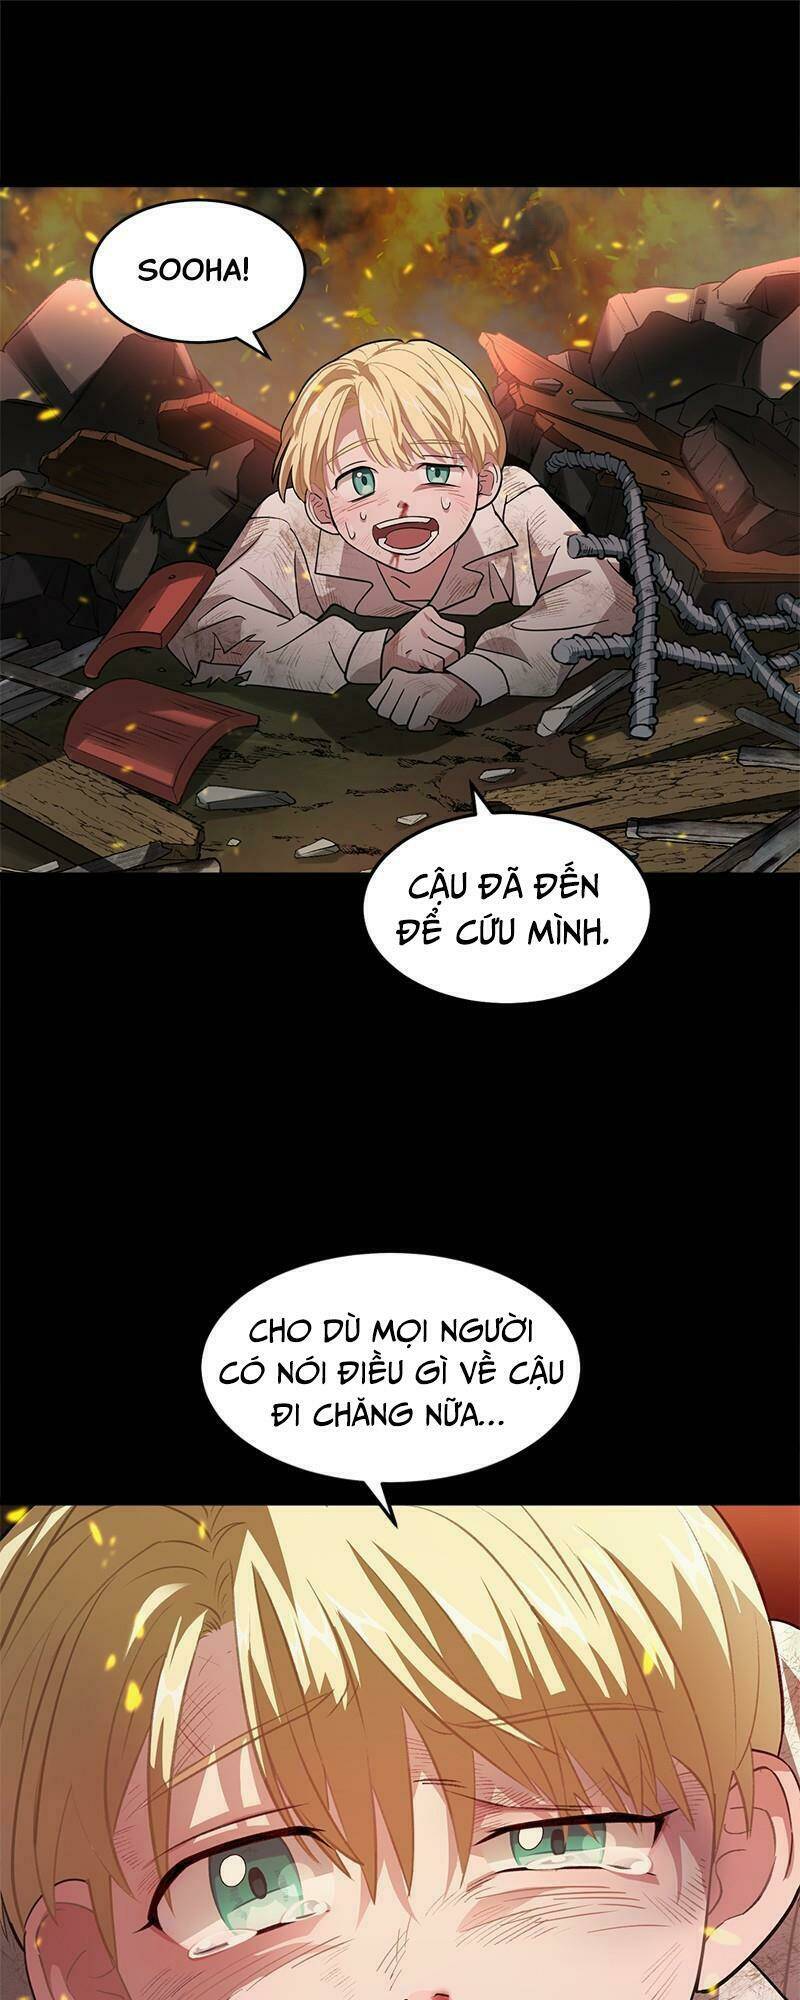 SOOHA!
CẬU ĐÃ ĐẾN
ĐỂ CỨU MÌNH.
CHO DÙ MỌI NGƯỜI
CÓ NÓI ĐIỀU GÌ VỀ CẬU
ĐI CHĂNG NỮA...